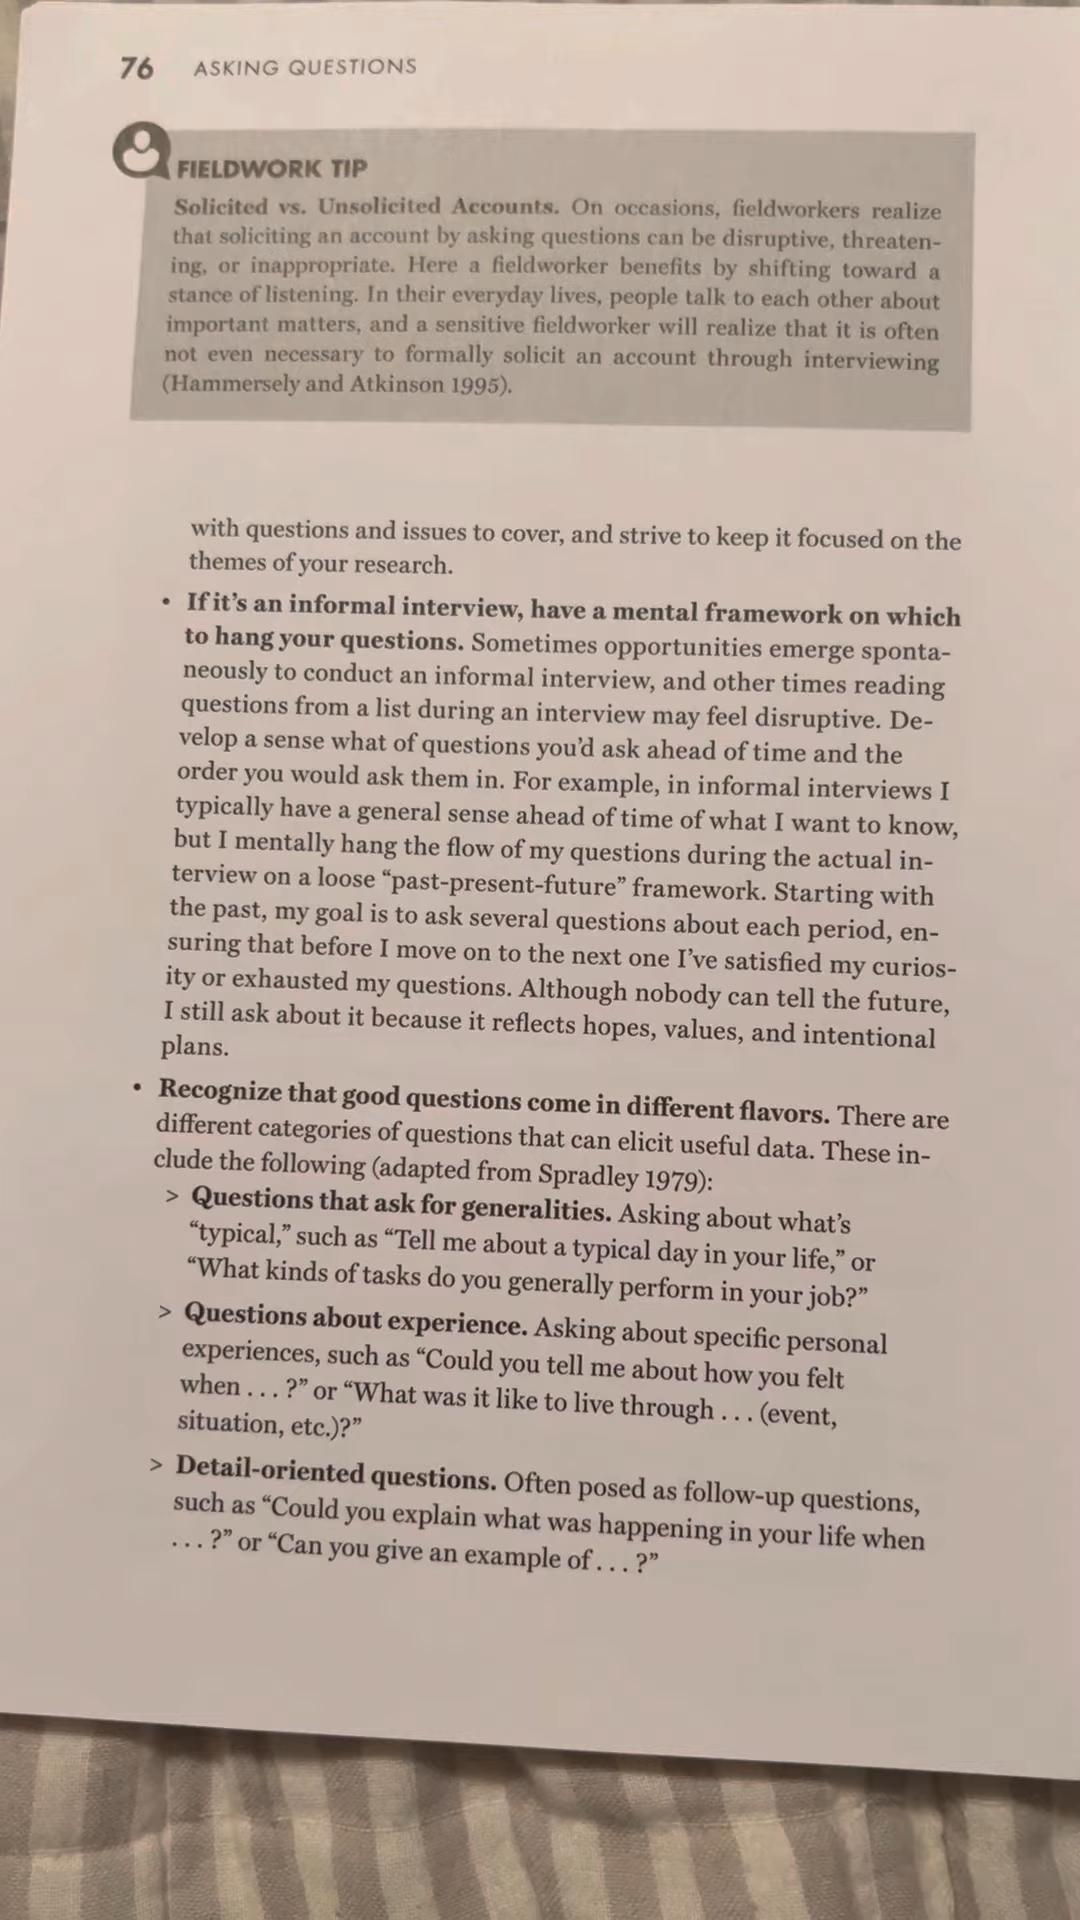 76 ASKING QUESTIONS
FIELDWORK TIP
Solicited vs. Unsolicited Accounts. On occasions, fieldworkers realize
that soliciting an account by asking questions can be disruptive, threaten-
ing, or inappropriate. Here a fieldworker benefits by shifting toward a
stance of listening. In their everyday lives, people talk to each other about
important matters, and a sensitive fieldworker will realize that it is often
not even necessary to formally solicit an account through interviewing
(Hammersely and Atkinson 1995).
with questions and issues to cover, and strive to keep it focused on the
themes of your research.
• If it’s an informal interview, have a mental framework on which
to hang your questions. Sometimes opportunities emerge sponta-
neously to conduct an informal interview, and other times reading
questions from a list during an interview may feel disruptive. De-
velop a sense what of questions you’d ask ahead of time and the
order you would ask them in. For example, in informal interviews I
typically have a general sense ahead of time of what I want to know,
but I mentally hang the flow of my questions during the actual in-
terview on a loose “past-present-future” framework. Starting with
the past, my goal is to ask several questions about each period, en-
suring that before I move on to the next one I’ve satisfied my curios-
ity or exhausted my questions. Although nobody can tell the future,
I still ask about it because it reflects hopes, values, and intentional
plans.
• Recognize that good questions come in different flavors. There are
different categories of questions that can elicit useful data. These in-
clude the following (adapted from Spradley 1979):
> Questions that ask for generalities. Asking about what’s
“typical,” such as “Tell me about a typical day in your life,” or
“What kinds of tasks do you generally perform in your job?”
> Questions about experience. Asking about specific personal
experiences, such as “Could you tell me about how you felt
when . . . ?” or “What was it like to live through . . . (event,
situation, etc.)?”
> Detail-oriented questions. Often posed as follow-up questions,
such as “Could you explain what was happening in your life when
. . . ?” or “Can you give an example of . . . ?”